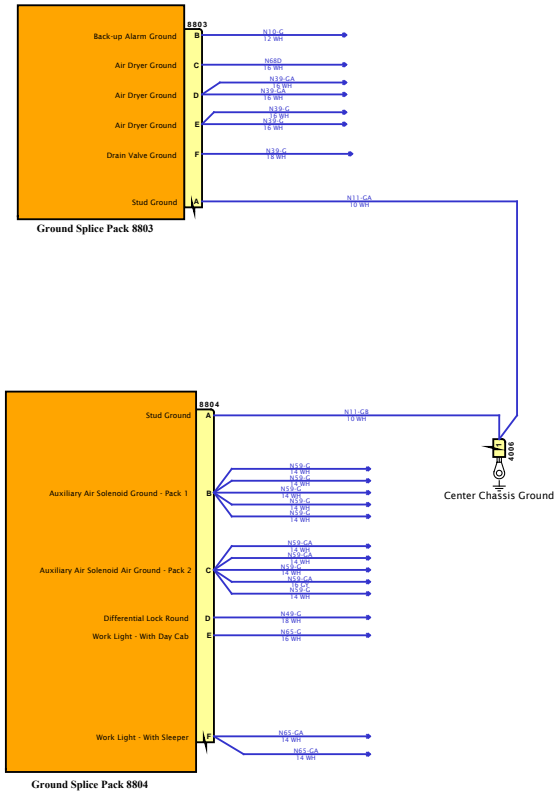 8803
Back-up Alarm Ground B N10-G
12 WH
Air Dryer Ground C N68D
16 WH
N39-GA
16 WH
Air Dryer Ground D N39-GA
16 WH
N39-G
16 WH
Air Dryer Ground E N39-G
16 WH
Drain Valve Ground F N39-G
18 WH
Stud Ground A N11-GA
10 WH
Ground Splice Pack 8803
8804
Stud Ground A N11-GB
10 WH
1
4006
Center Chassis Ground
N59-G
14 WH
N59-G
14 WH
Auxiliary Air Solenoid Ground - Pack 1 B N59-G
14 WH
N59-G
14 WH
N59-G
14 WH
N59-GA
14 WH
N59-GA
14 WH
Auxiliary Air Solenoid Air Ground - Pack 2 C N59-G
14 WH
N59-GA
16 GY
N59-G
14 WH
Differential Lock Round D N49-G
18 WH
Work Light - With Day Cab E N65-G
16 WH
Work Light - With Sleeper F N65-GA
14 WH
N65-GA
14 WH
Ground Splice Pack 8804